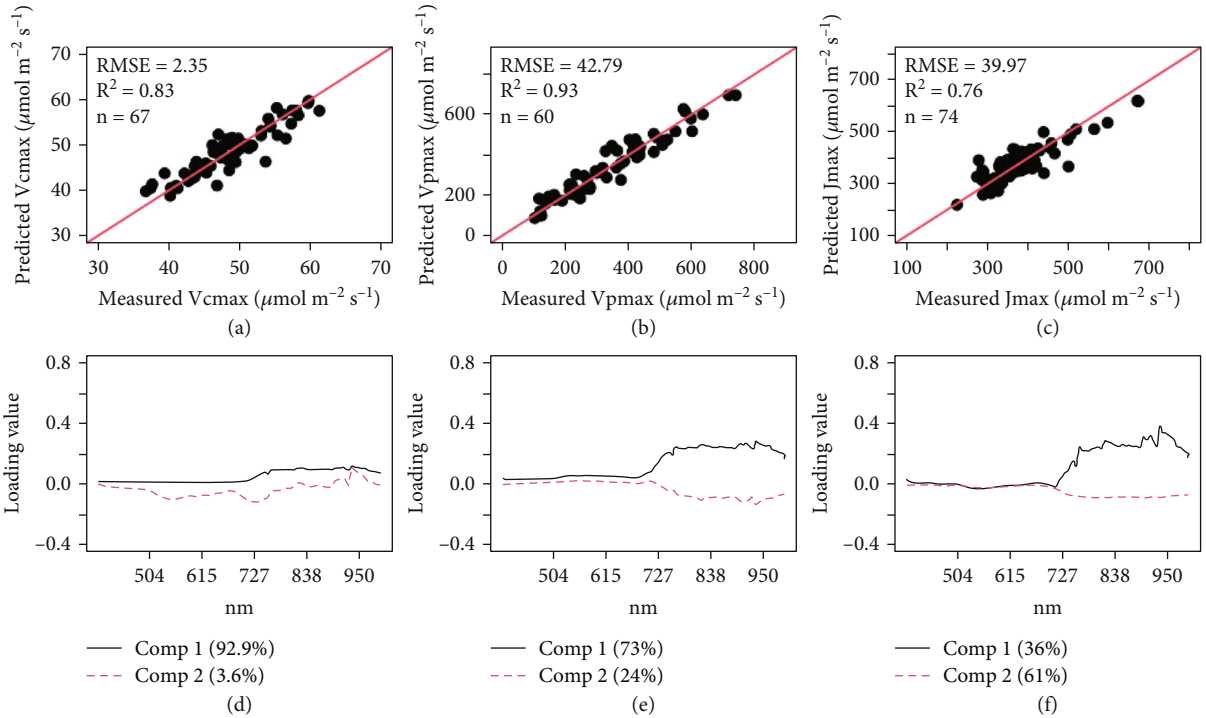 Predicted Vcmax (μmol m⁻² s⁻¹)
70
60
50
40
30
RMSE = 2.35
R² = 0.83
n = 67
30 40 50 60 70
Measured Vcmax (μmol m⁻² s⁻¹)
(a)
Predicted Vpmax (μmol m⁻² s⁻¹)
600
400
200
0
RMSE = 42.79
R² = 0.93
n = 60
0 200 400 600 800
Measured Vpmax (μmol m⁻² s⁻¹)
(b)
Predicted Jmax (μmol m⁻² s⁻¹)
700
500
300
100
RMSE = 39.97
R² = 0.76
n = 74
100 300 500 700
Measured Jmax (μmol m⁻² s⁻¹)
(c)
Loading value
0.8
0.4
0.0
−0.4
504 615 727 838 950
nm
Comp 1 (92.9%)
Comp 2 (3.6%)
(d)
Loading value
0.8
0.4
0.0
−0.4
504 615 727 838 950
nm
Comp 1 (73%)
Comp 2 (24%)
(e)
Loading value
0.8
0.4
0.0
−0.4
504 615 727 838 950
nm
Comp 1 (36%)
Comp 2 (61%)
(f)